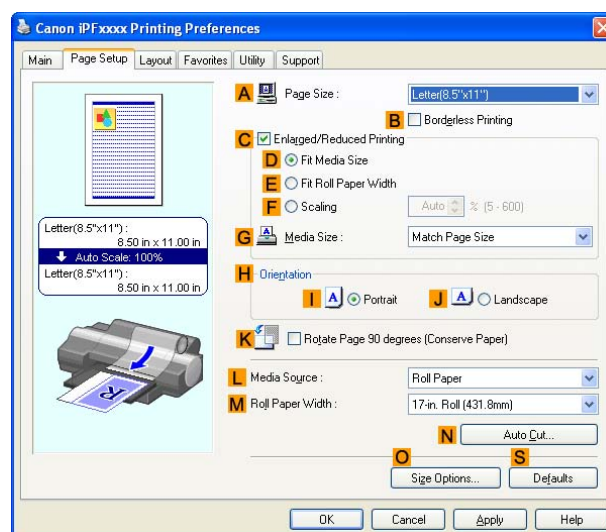 Canon iPFxxxx Printing Preferences
Main Page Setup Layout Favorites Utility Support
A Page Size : Letter(8.5"x11")
B Borderless Printing
C Enlarged/Reduced Printing
D Fit Media Size
E Fit Roll Paper Width
F Scaling Auto % (5 - 600)
G Media Size : Match Page Size
Letter(8.5"x11") :
8.50 in x 11.00 in
Auto Scale: 100%
Letter(8.5"x11") :
8.50 in x 11.00 in
H Orientation
I A Portrait J A Landscape
K Rotate Page 90 degrees (Conserve Paper)
R
L Media Source : Roll Paper
M Roll Paper Width : 17-in. Roll (431.8mm)
N Auto Cut...
O S
Size Options... Defaults
OK Cancel Apply Help